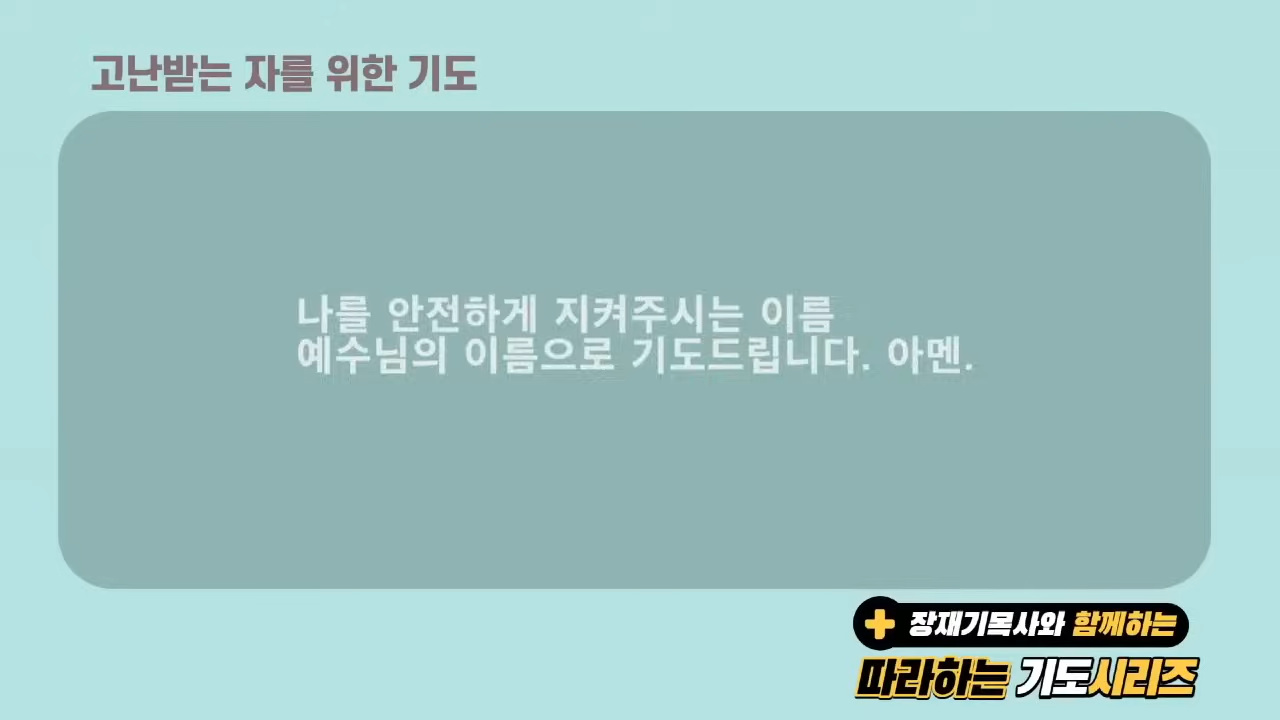 고난받는 자를 위한 기도
나를 안전하게 지켜주시는 이름
예수님의 이름으로 기도드립니다. 아멘.
장재기목사와 함께하는
따라하는 기도시리즈